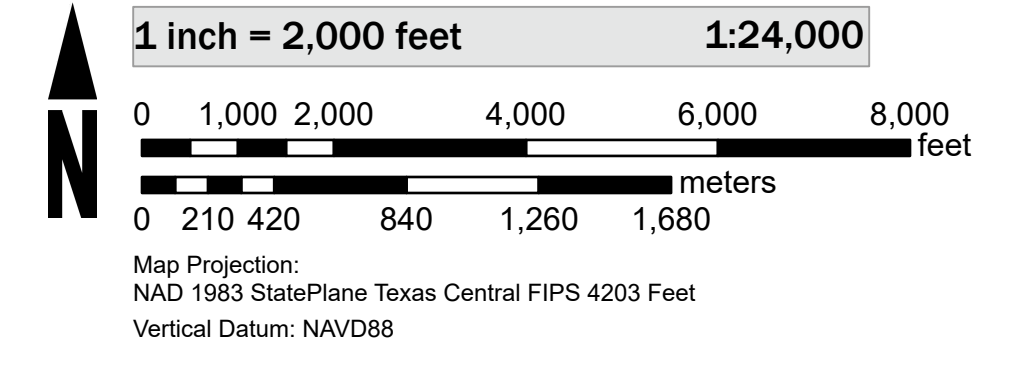 1 inch = 2,000 feet 1:24,000
0 1,000 2,000 4,000 6,000 8,000
feet
meters
0 210 420 840 1,260 1,680
N
Map Projection:
NAD 1983 StatePlane Texas Central FIPS 4203 Feet
Vertical Datum: NAVD88